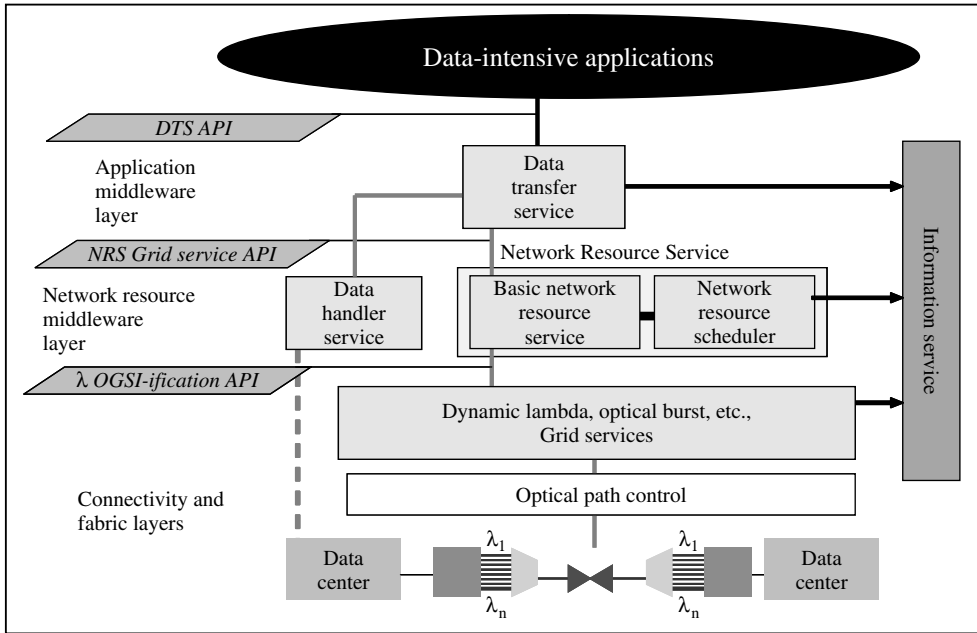 Data-intensive applications
DTS API
Application
middleware
layer
Data
transfer
service
NRS Grid service API
Network Resource Service
Network resource
middleware
layer
Data
handler
service
Basic network
resource
service
Network
resource
scheduler
Information service
λ OGSI-ification API
Dynamic lambda, optical burst, etc.,
Grid services
Connectivity and
fabric layers
Optical path control
Data
center
λ1
λn
λ1
λn
Data
center